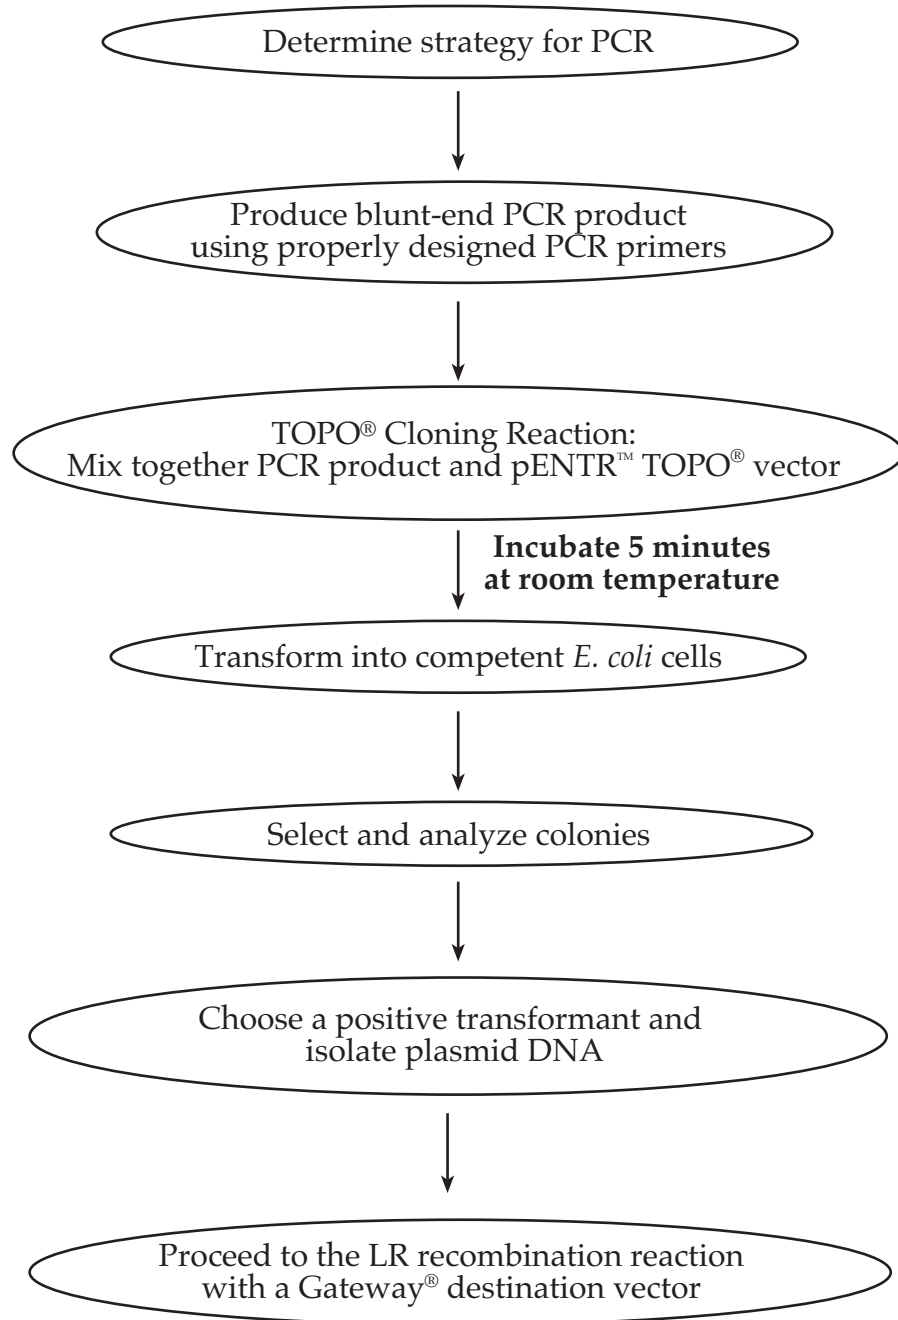 Determine strategy for PCR
Produce blunt-end PCR product
using properly designed PCR primers
TOPO® Cloning Reaction:
Mix together PCR product and pENTR™ TOPO® vector
Incubate 5 minutes
at room temperature
Transform into competent E. coli cells
Select and analyze colonies
Choose a positive transformant and
isolate plasmid DNA
Proceed to the LR recombination reaction
with a Gateway® destination vector